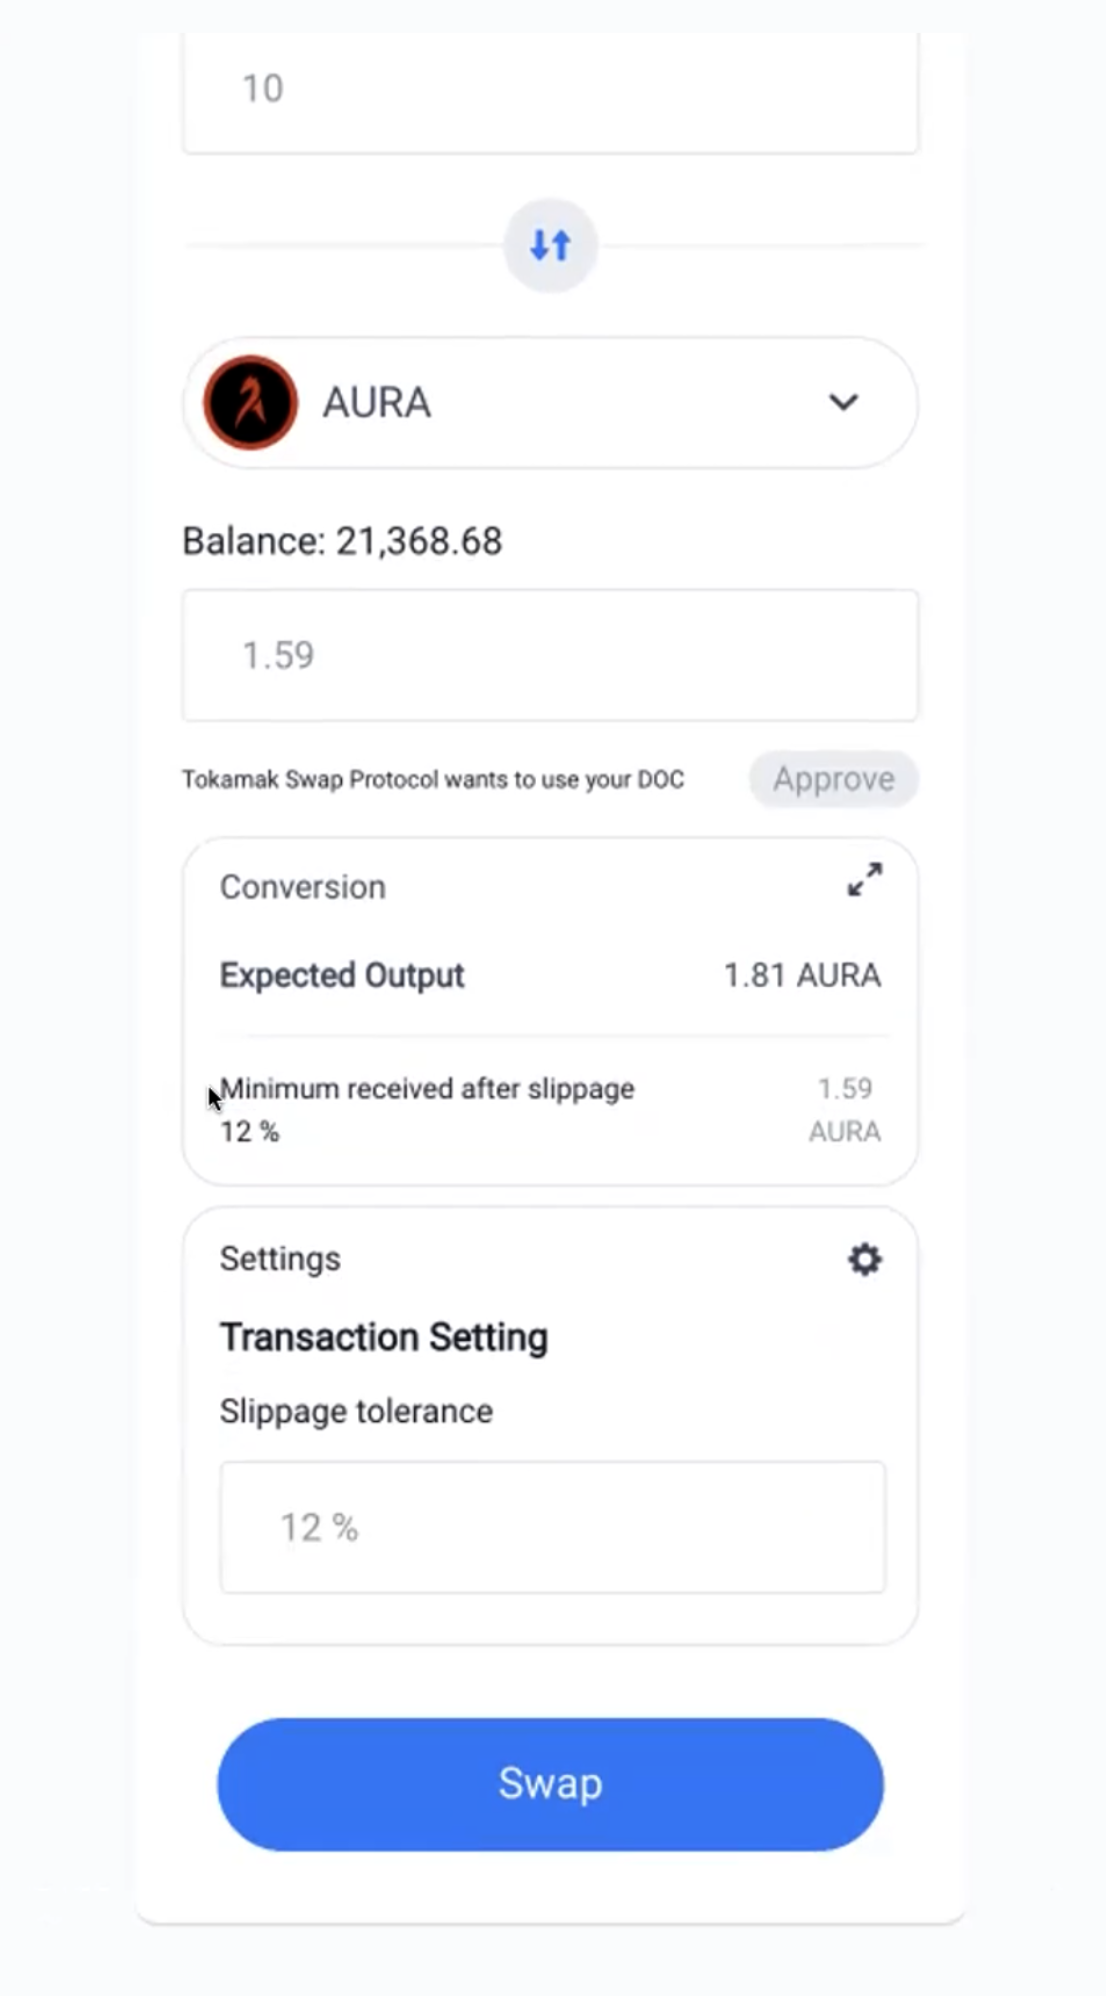 10
AURA
Balance: 21,368.68
1.59
Tokamak Swap Protocol wants to use your DOC Approve
Conversion
Expected Output 1.81 AURA
Minimum received after slippage 1.59
12 % AURA
Settings
Transaction Setting
Slippage tolerance
12 %
Swap